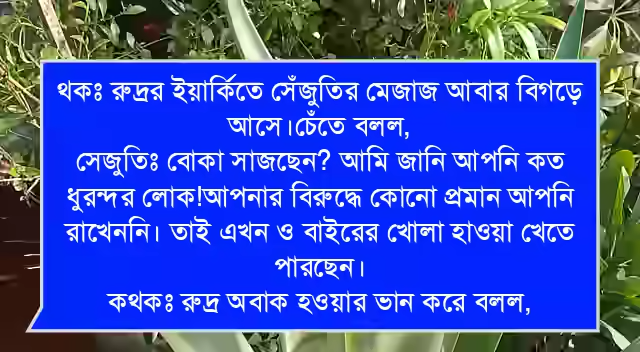 থকঃ রুদ্রর ইয়ার্কিতে সেঁজুতির মেজাজ আবার বিগড়ে
আসে।চেঁতে বলল,
সেজুতিঃ বোকা সাজছেন? আমি জানি আপনি কত
ধুরন্দর লোক!আপনার বিরুদ্ধে কোনো প্রমান আপনি
রাখেননি। তাই এখন ও বাইরের খোলা হাওয়া খেতে
পারছেন।
কথকঃ রুদ্র অবাক হওয়ার ভান করে বলল,